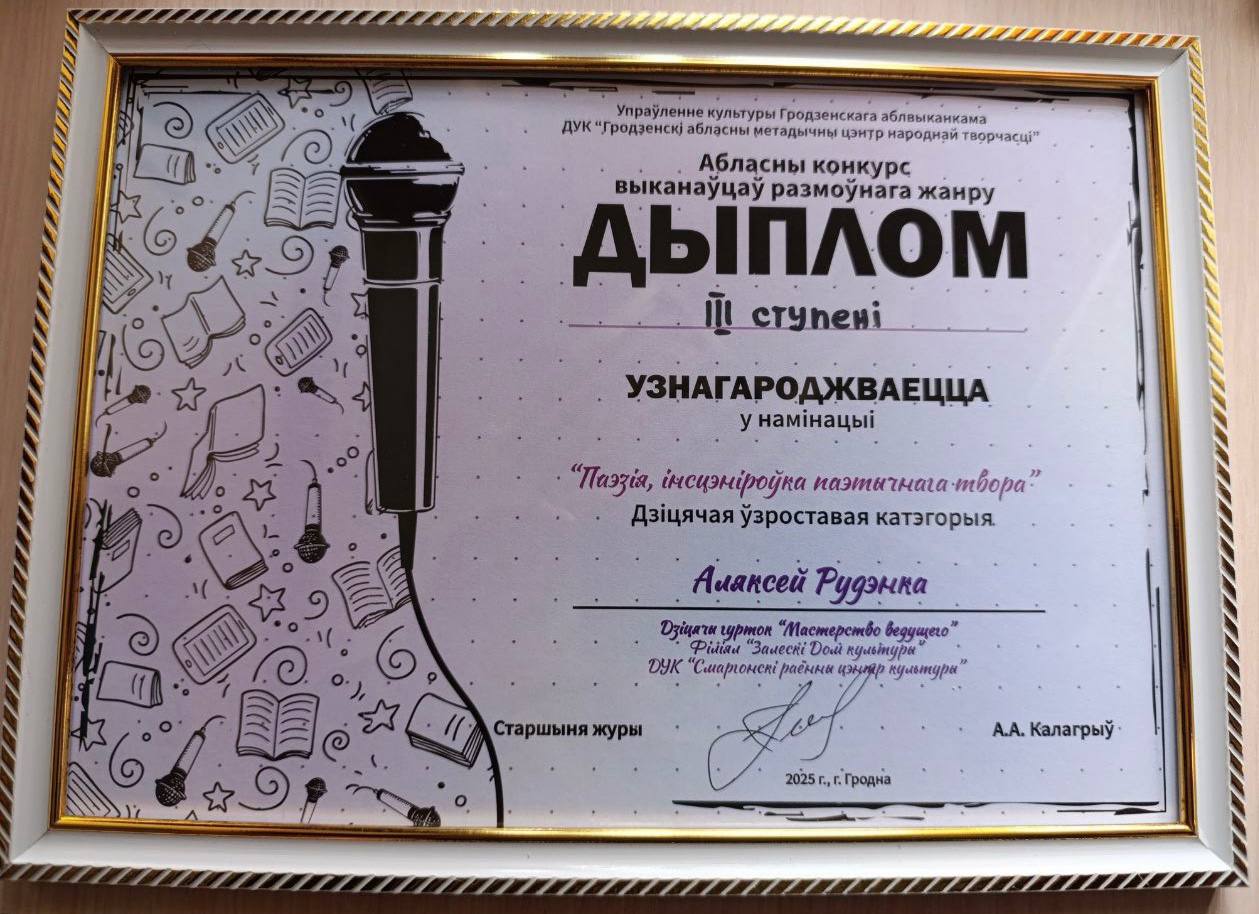 Упраўленне культуры Гродзенскага аблвыканкама
ДУК “Гродзенскі абласны метадычны цэнтр народнай творчасці”
Абласны конкурс
выканаўцаў размоўнага жанру
ДЫПЛОМ
III ступені
УЗНАГАРОДЖВАЕЦЦА
у намінацыі
“Паэзія, інсцэніроўка паэтычнага твора”
Дзіцячая ўзроставая катэгорыя
Аляксей Рудэнка
Дзіцячы гурток “Мастерство ведущего”
Філіял “Залескі Дом культуры”
ДУК “Смаргонскі раённы цэнтр культуры”
Старшыня журы А.А. Калагрыў
2025 г., г. Гродна